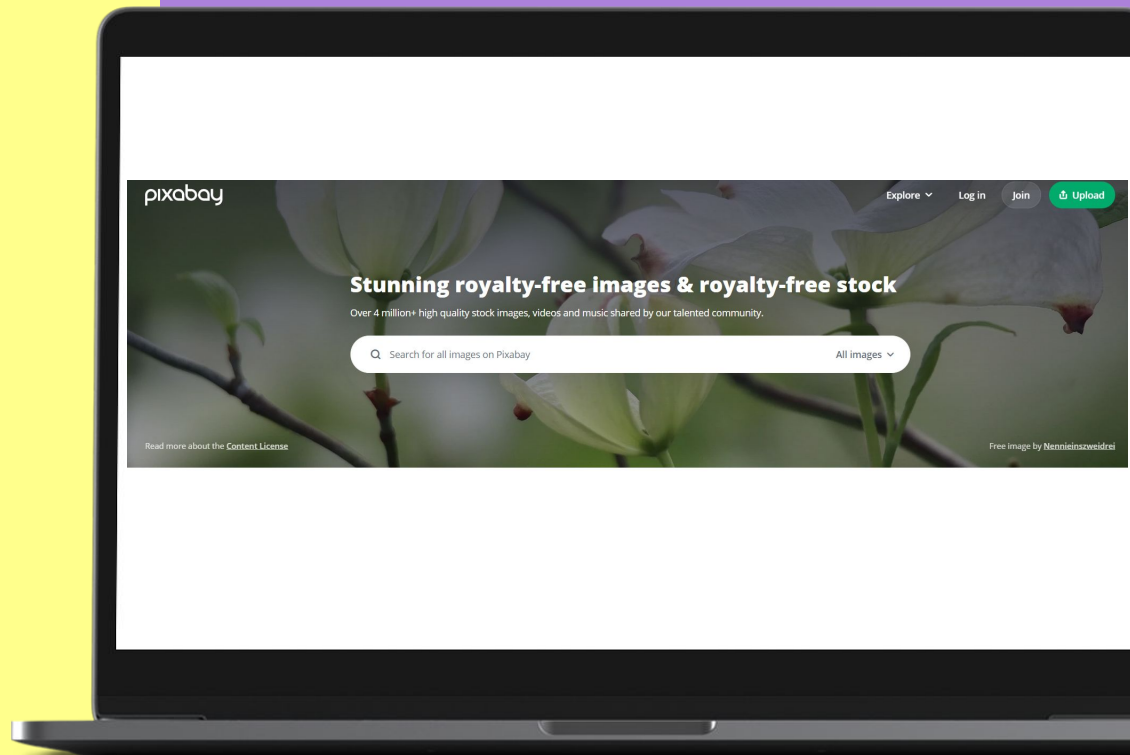 pixabay
Explore Log in Join Upload
Stunning royalty-free images & royalty-free stock
Over 4 million+ high quality stock images, videos and music shared by our talented community.
Search for all images on Pixabay All images
Read more about the Content License Free image by Nennieinszweidrei